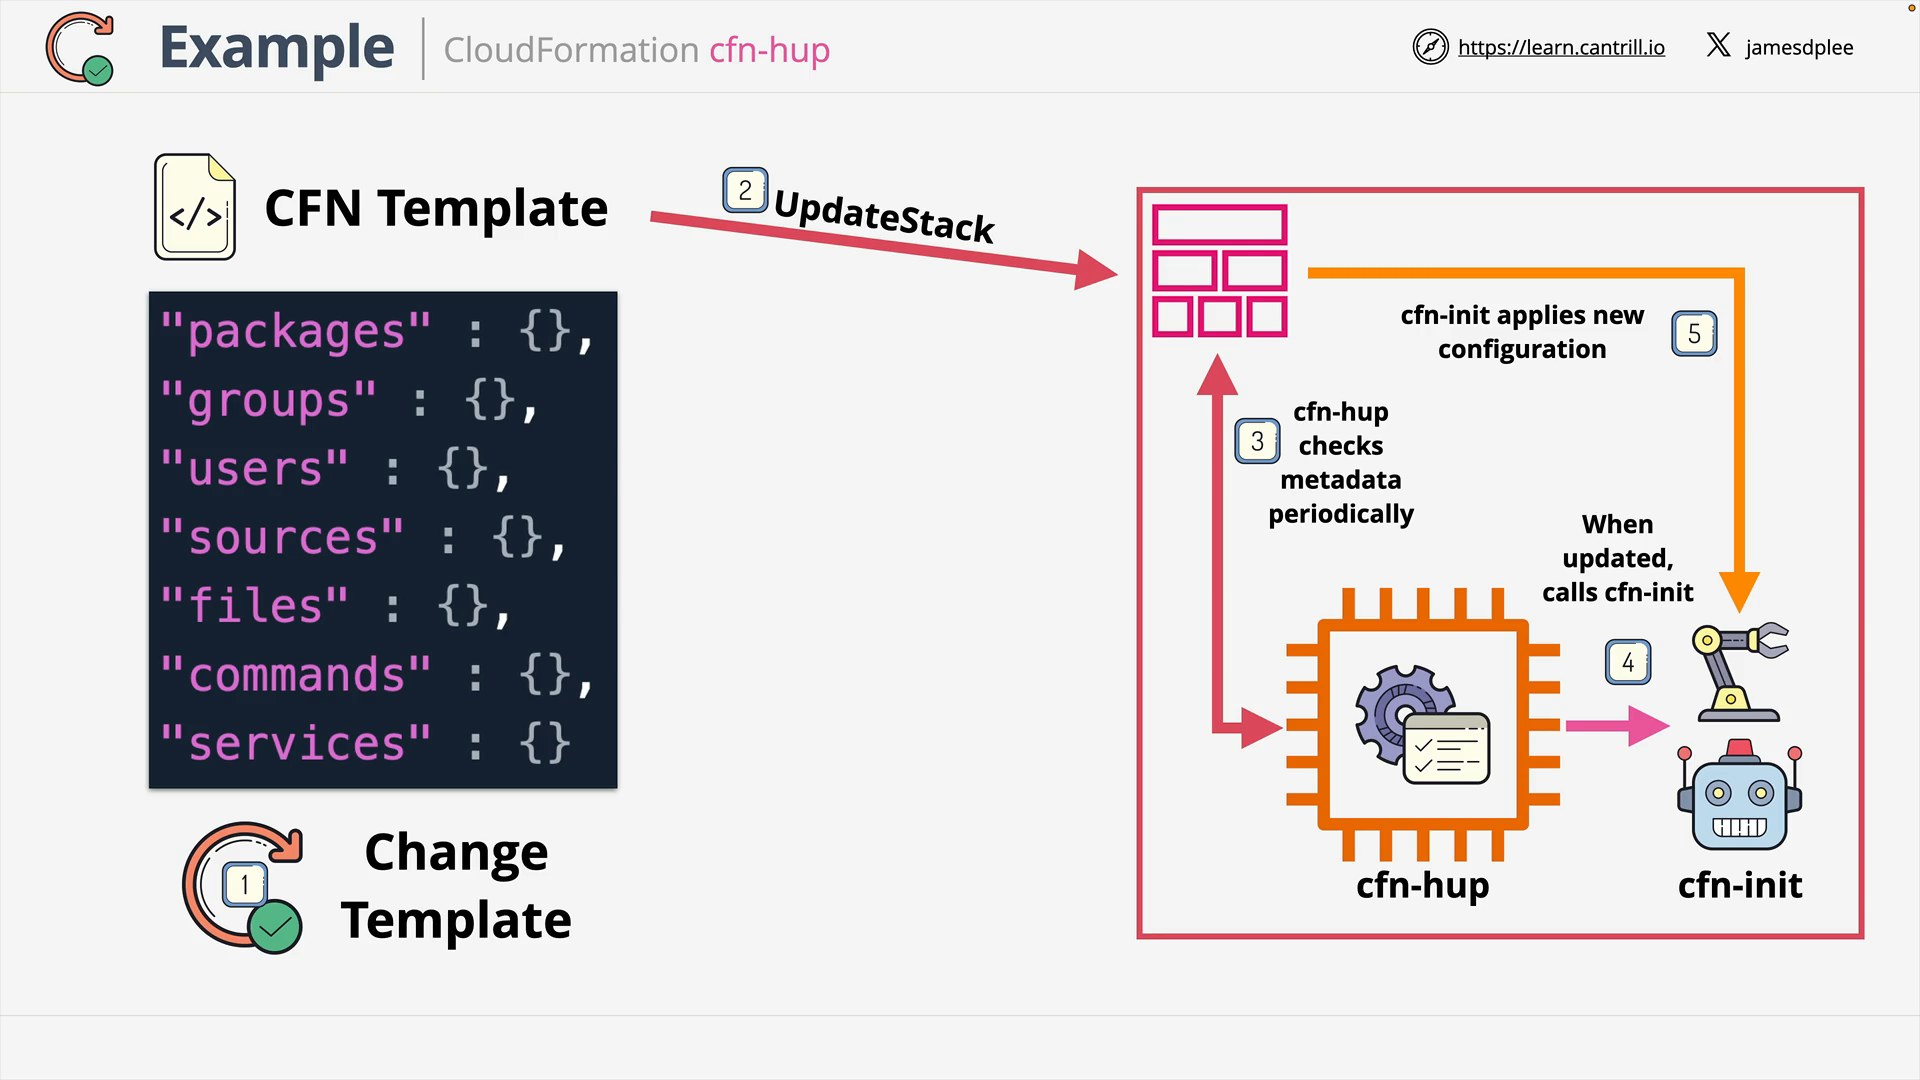 Example
CloudFormation cfn-hup
https://learn.cantrill.io
jamesdplee
</>
CFN Template
2
UpdateStack
"packages" : {},
"groups" : {},
"users" : {},
"sources" : {},
"files" : {},
"commands" : {},
"services" : {}
1
Change
Template
cfn-init applies new
configuration
5
3
cfn-hup
checks
metadata
periodically
When
updated,
calls cfn-init
4
cfn-hup
cfn-init